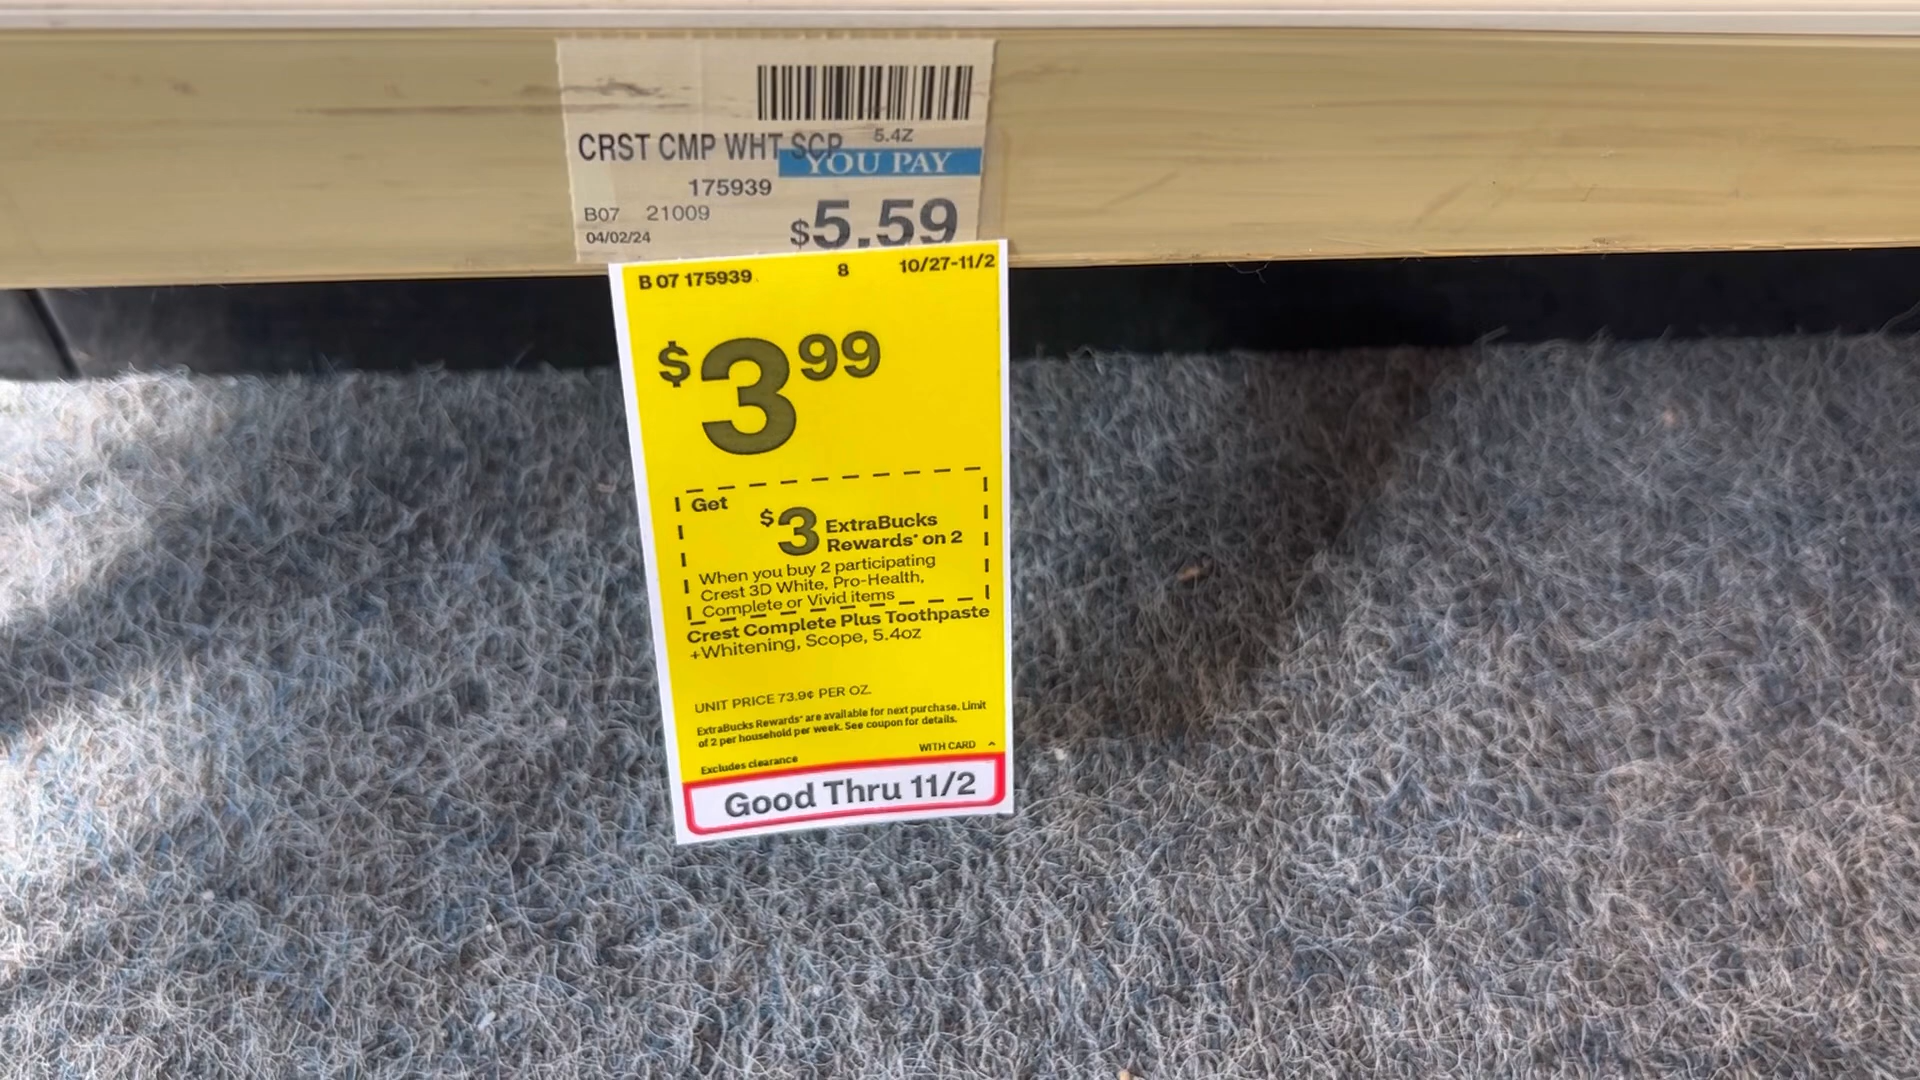 CRST CMP WHT SCP 5.4Z
YOU PAY
175939
B07 21009
$5.59
04/02/24
B 07 175939 8 10/27-11/2
$3 99
Get
$3 ExtraBucks
Rewards* on 2
When you buy 2 participating
Crest 3D White, Pro-Health,
Complete or Vivid items
Crest Complete Plus Toothpaste
+Whitening, Scope, 5.4oz
UNIT PRICE 73.9¢ PER OZ.
ExtraBucks Rewards* are available for next purchase. Limit
of 2 per household per week. See coupon for details.
WITH CARD ^
Excludes clearance
Good Thru 11/2